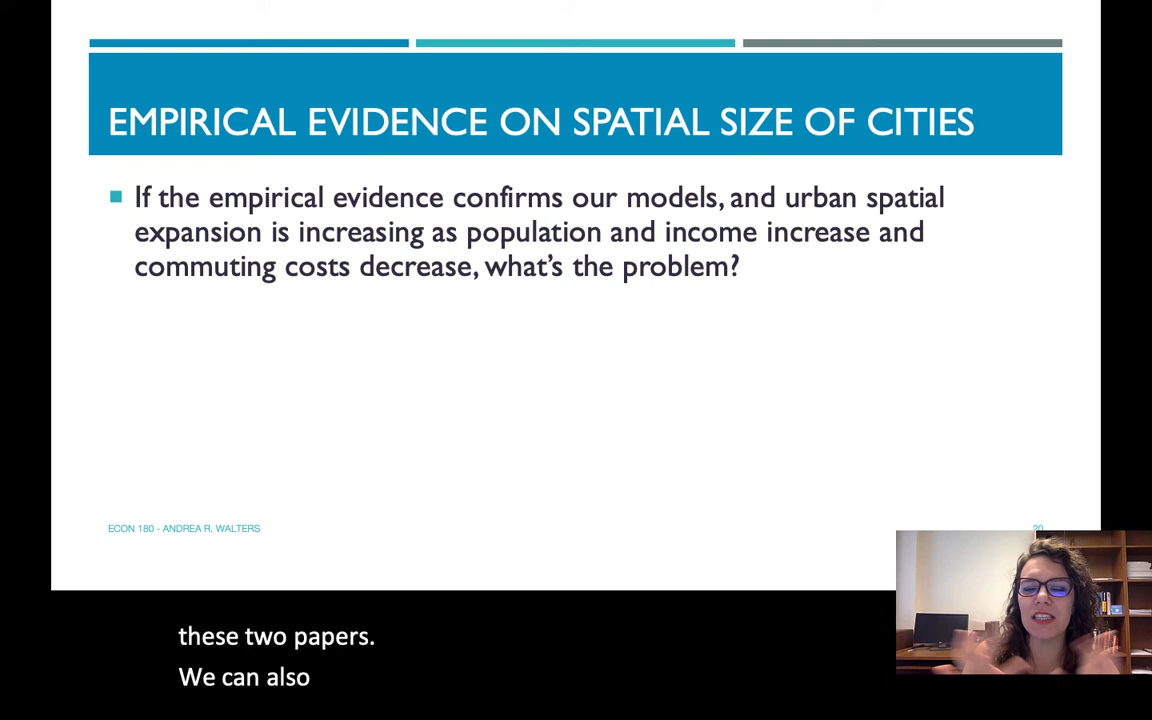 EMPIRICAL EVIDENCE ON SPATIAL SIZE OF CITIES
If the empirical evidence confirms our models, and urban spatial
expansion is increasing as population and income increase and
commuting costs decrease, what's the problem?
ECON 180 - ANDREA R. WALTERS
20
these two papers.
We can also